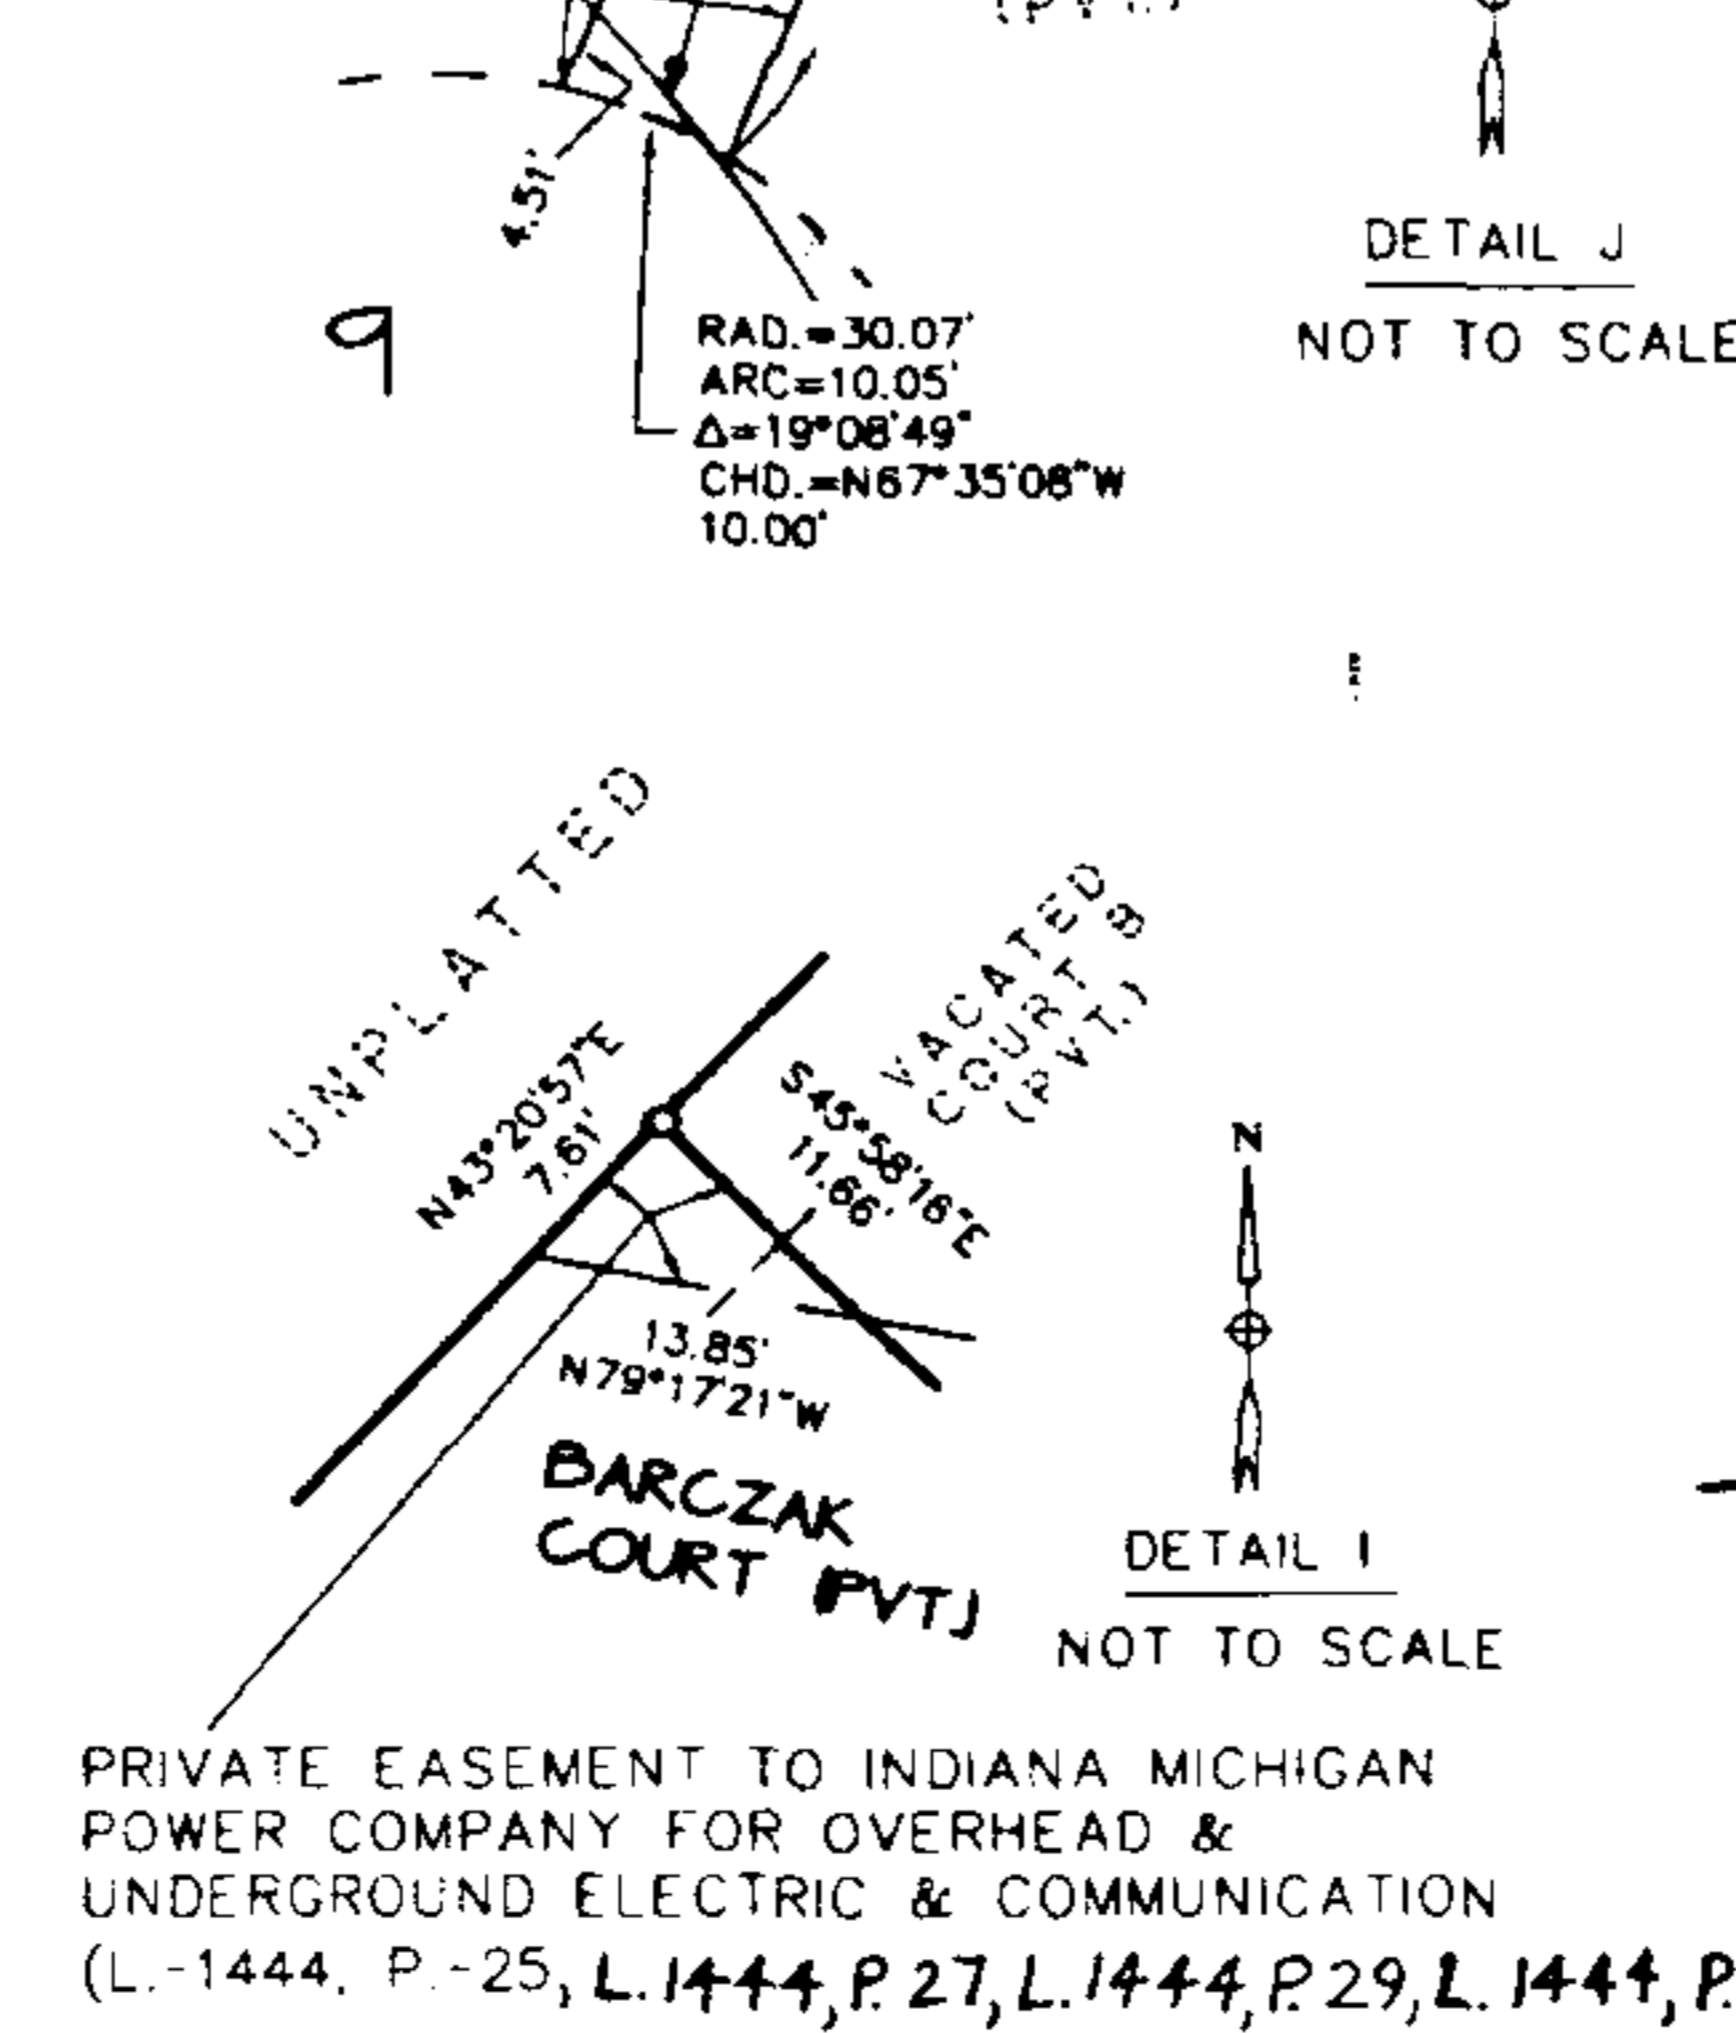 4.51'
9
RAD.=30.07'
ARC=10.05'
Δ=19°08'49"
CHD.=N67°35'08"W
10.00'
DETAIL J
NOT TO SCALE
UNPLATTED
N43°20'57"E
7.61'
VACATED
COURT B
(PVT.)
S45°58'16"E
11.66'
13.85'
N79°17'21"W
BARCZAK
COURT (PVT)
N
DETAIL I
NOT TO SCALE
PRIVATE EASEMENT TO INDIANA MICHIGAN
POWER COMPANY FOR OVERHEAD &
UNDERGROUND ELECTRIC & COMMUNICATION
(L.-1444, P.-25, L. 1444, P. 27, L. 1444, P. 29, L. 1444, P.